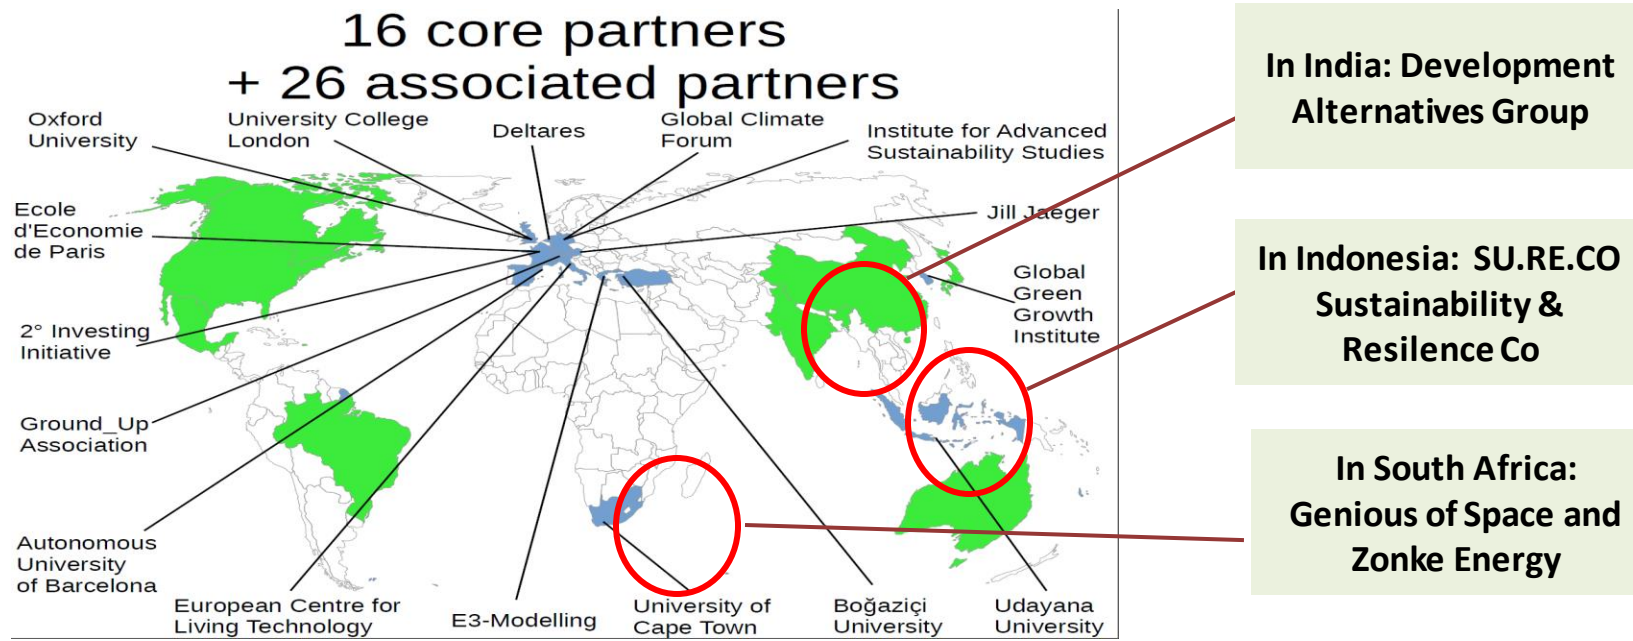 16 core partners
+ 26 associated partners
Oxford
University
University College
London
Deltares
Global Climate
Forum
Institute for Advanced
Sustainability Studies
Ecole
d'Economie
de Paris
Jill Jaeger
Global
Green
Growth
Institute
2° Investing
Initiative
Ground_Up
Association
Autonomous
University
of Barcelona
European Centre for
Living Technology
E3-Modelling
University of
Cape Town
Boğaziçi
University
Udayana
University
In India: Development
Alternatives Group
In Indonesia: SU.RE.CO
Sustainability &
Resilence Co
In South Africa:
Genious of Space and
Zonke Energy